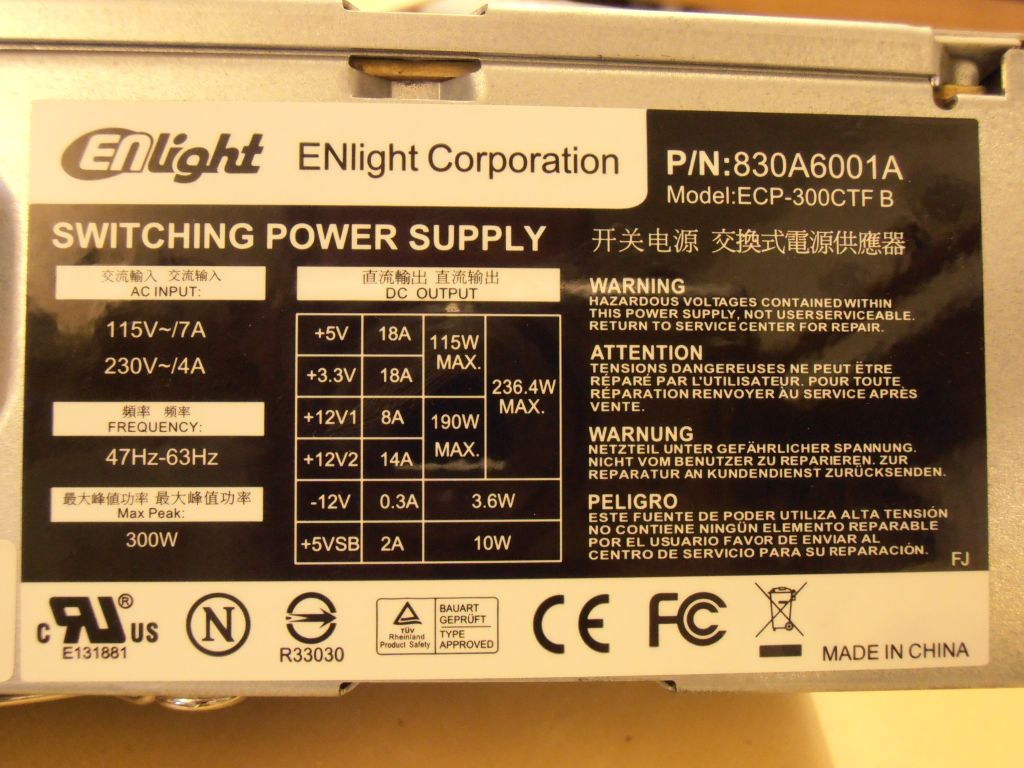 ENlight
ENlight Corporation
P/N:830A6001A
Model:ECP-300CTF B
SWITCHING POWER SUPPLY
开关电源 交換式電源供應器
交流輸入 交流输入
AC INPUT:
115V~/7A
230V~/4A
頻率 频率
FREQUENCY:
47Hz-63Hz
最大峰值功率 最大峰值功率
Max Peak:
300W
直流輸出 直流输出
DC OUTPUT
+5V 18A 115W MAX. 236.4W MAX.
+3.3V 18A
+12V1 8A 190W MAX.
+12V2 14A
-12V 0.3A 3.6W
+5VSB 2A 10W
WARNING
HAZARDOUS VOLTAGES CONTAINED WITHIN
THIS POWER SUPPLY, NOT USERSERVICEABLE.
RETURN TO SERVICE CENTER FOR REPAIR.
ATTENTION
TENSIONS DANGEREUSES NE PEUT ËTRE
RÉPARÉ PAR L'UTILISATEUR. POUR TOUTE
RÉPARATION RENVOYER AU SERVICE APRÈS
VENTE.
WARNUNG
NETZTEIL UNTER GEFÄHRLICHER SPANNUNG.
NICHT VOM BENUTZER ZU REPARIEREN. ZUR
REPARATUR AN KUNDENDIENST ZURÜCKSENDEN.
PELIGRO
ESTE FUENTE DE PODER UTILIZA ALTA TENSIÓN
NO CONTIENE NINGÚN ELEMENTO REPARABLE
POR EL USUARIO FAVOR DE ENVIAR AL
CENTRO DE SERVICIO PARA SU REPARACIÓN.
FJ
c RU ® US
E131881
N
R33030
TÜV
Rheinland
Product Safety
BAUART
GEPRÜFT
TYPE
APPROVED
CE
FC
MADE IN CHINA